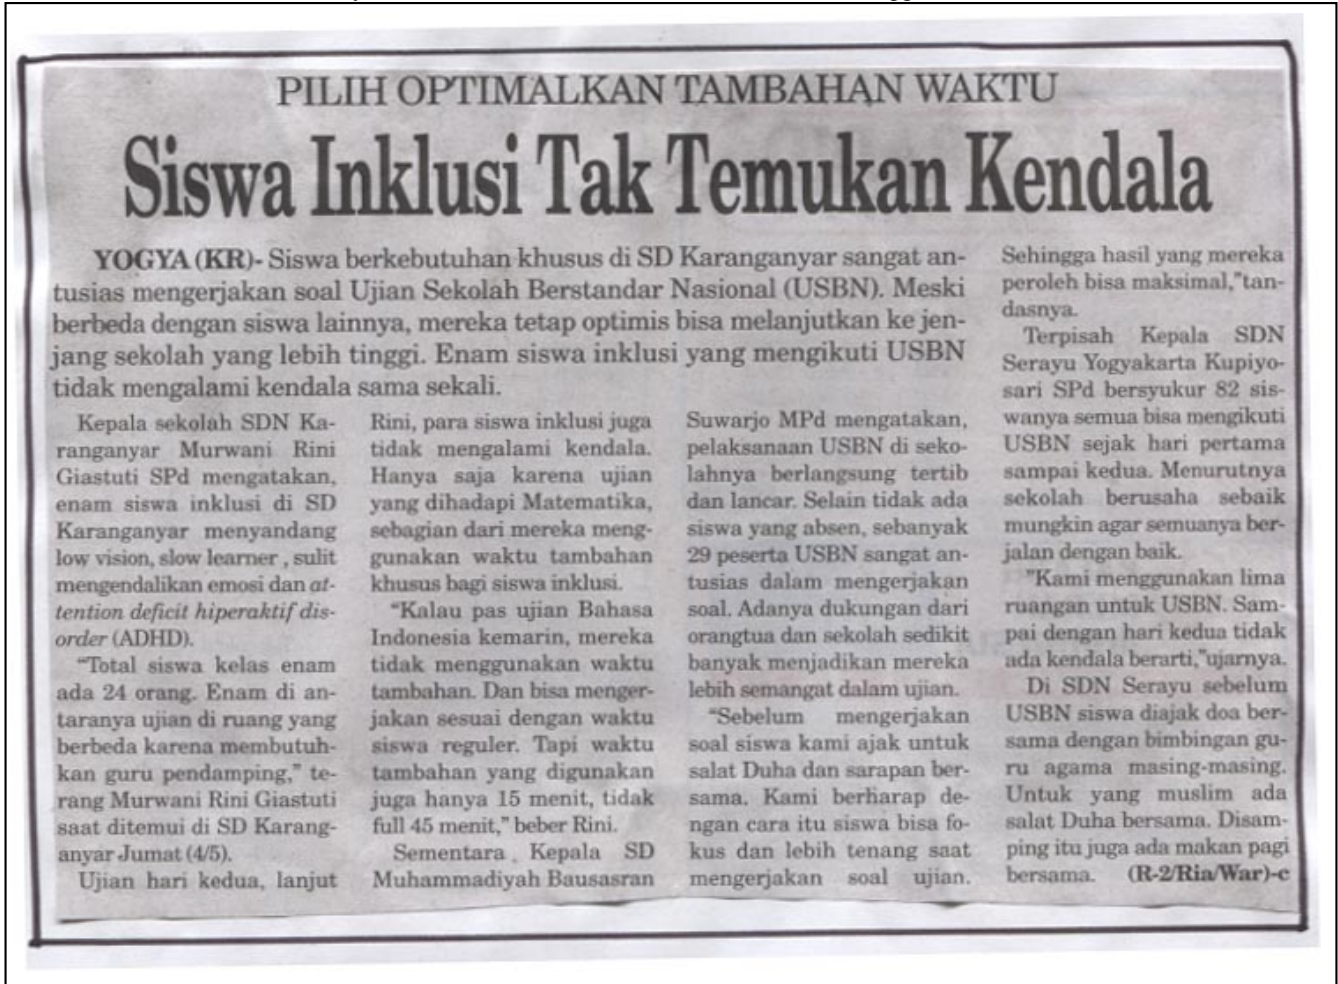 PILIH OPTIMALKAN TAMBAHAN WAKTU
Siswa Inklusi Tak Temukan Kendala
YOGYA (KR)- Siswa berkebutuhan khusus di SD Karanganyar sangat an-
tusias mengerjakan soal Ujian Sekolah Berstandar Nasional (USBN). Meski
berbeda dengan siswa lainnya, mereka tetap optimis bisa melanjutkan ke jen-
jang sekolah yang lebih tinggi. Enam siswa inklusi yang mengikuti USBN
tidak mengalami kendala sama sekali.
Kepala sekolah SDN Ka-
ranganyar Murwani Rini
Giastuti SPd mengatakan,
enam siswa inklusi di SD
Karanganyar menyandang
low vision, slow learner , sulit
mengendalikan emosi dan at-
tention deficit hiperaktif dis-
order (ADHD).
"Total siswa kelas enam
ada 24 orang. Enam di an-
taranya ujian di ruang yang
berbeda karena membutuh-
kan guru pendamping," te-
rang Murwani Rini Giastuti
saat ditemui di SD Karang-
anyar Jumat (4/5).
Ujian hari kedua, lanjut
Rini, para siswa inklusi juga
tidak mengalami kendala.
Hanya saja karena ujian
yang dihadapi Matematika,
sebagian dari mereka meng-
gunakan waktu tambahan
khusus bagi siswa inklusi.
"Kalau pas ujian Bahasa
Indonesia kemarin, mereka
tidak menggunakan waktu
tambahan. Dan bisa menger-
jakan sesuai dengan waktu
siswa reguler. Tapi waktu
tambahan yang digunakan
juga hanya 15 menit, tidak
full 45 menit," beber Rini.
Sementara Kepala SD
Muhammadiyah Bausasran
Suwarjo MPd mengatakan,
pelaksanaan USBN di seko-
lahnya berlangsung tertib
dan lancar. Selain tidak ada
siswa yang absen, sebanyak
29 peserta USBN sangat an-
tusias dalam mengerjakan
soal. Adanya dukungan dari
orangtua dan sekolah sedikit
banyak menjadikan mereka
lebih semangat dalam ujian.
"Sebelum mengerjakan
soal siswa kami ajak untuk
salat Duha dan sarapan ber-
sama. Kami berharap de-
ngan cara itu siswa bisa fo-
kus dan lebih tenang saat
mengerjakan soal ujian.
Sehingga hasil yang mereka
peroleh bisa maksimal,"tan-
dasnya.
Terpisah Kepala SDN
Serayu Yogyakarta Kupiyo-
sari SPd bersyukur 82 sis-
wanya semua bisa mengikuti
USBN sejak hari pertama
sampai kedua. Menurutnya
sekolah berusaha sebaik
mungkin agar semuanya ber-
jalan dengan baik.
"Kami menggunakan lima
ruangan untuk USBN. Sam-
pai dengan hari kedua tidak
ada kendala berarti,"ujarnya.
Di SDN Serayu sebelum
USBN siswa diajak doa ber-
sama dengan bimbingan gu-
ru agama masing-masing.
Untuk yang muslim ada
salat Duha bersama. Disam-
ping itu juga ada makan pagi
bersama. (R-2/Ria/War)-c